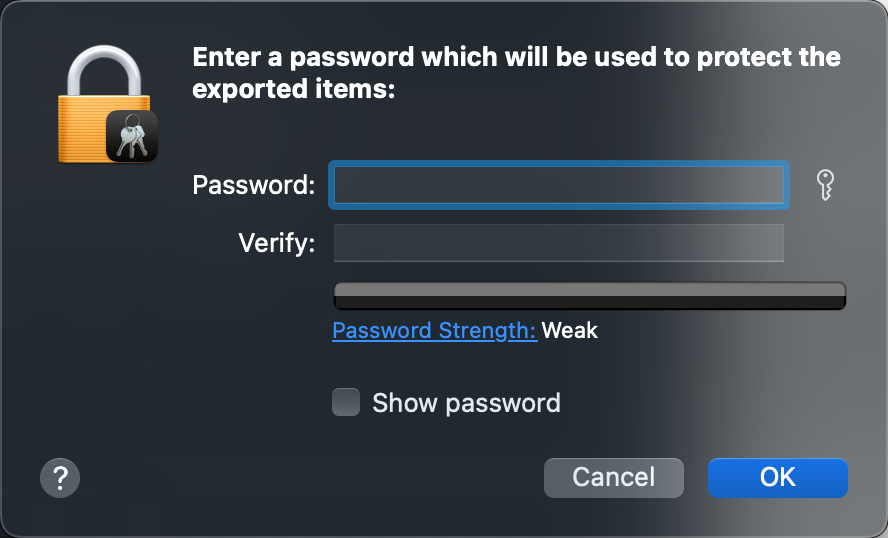 Enter a password which will be used to protect the
exported items:
Password:
Verify:
Password Strength: Weak
Show password
?
Cancel
OK